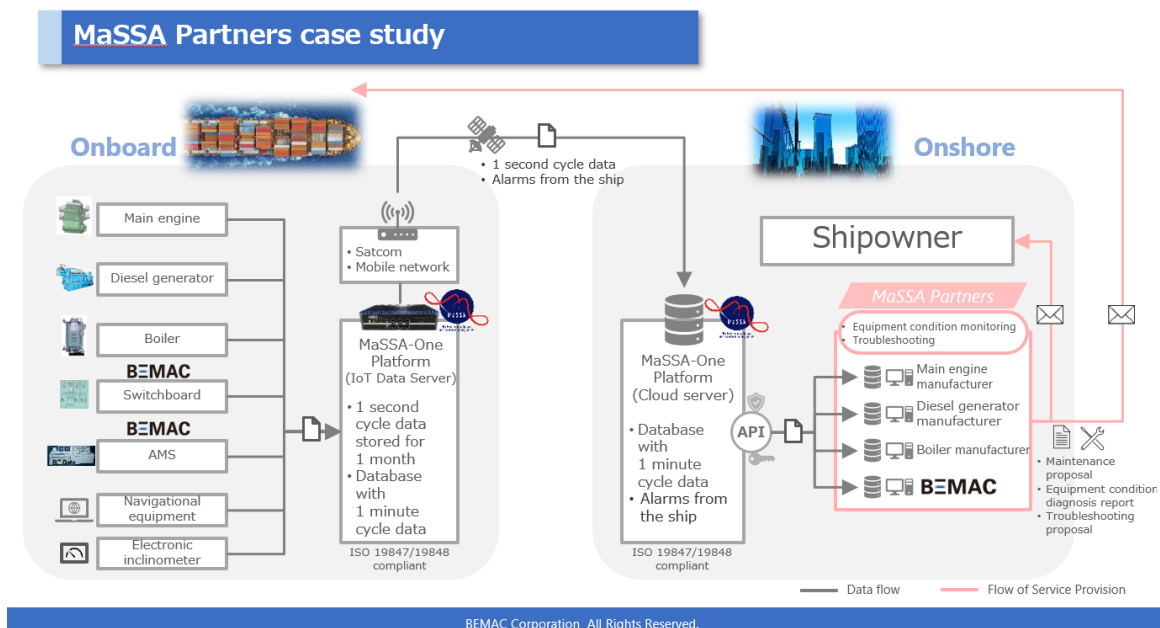 MaSSA Partners case study
Onboard
Onshore
• 1 second cycle data
• Alarms from the ship
Main engine
Diesel generator
Boiler
BEMAC
Switchboard
BEMAC
AMS
Navigational
equipment
Electronic
inclinometer
• Satcom
• Mobile network
MaSSA
MaSSA-One
Platform
(IoT Data Server)
• 1 second
cycle data
stored for
1 month
• Database
with
1 minute
cycle data
ISO 19847/19848
compliant
MaSSA
MaSSA-One
Platform
(Cloud server)
• Database
with
1 minute
cycle data
• Alarms from
the ship
ISO 19847/19848
compliant
API
Shipowner
MaSSA Partners
• Equipment condition monitoring
• Troubleshooting
Main engine
manufacturer
Diesel generator
manufacturer
Boiler manufacturer
BEMAC
• Maintenance
proposal
• Equipment condition
diagnosis report
• Troubleshooting
proposal
Data flow
Flow of Service Provision
BEMAC Corporation All Rights Reserved.